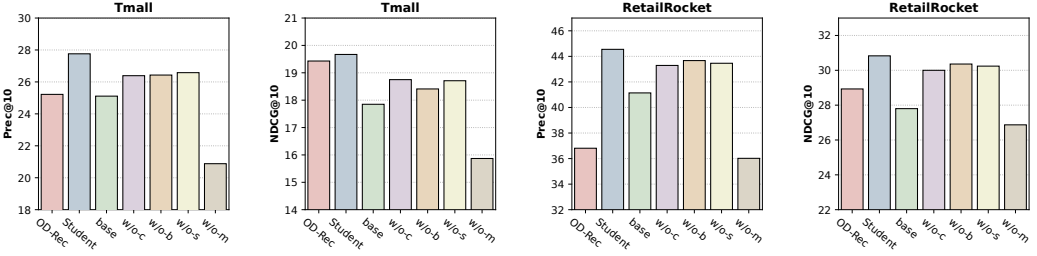 Tmall
Prec@10
30
28
26
24
22
20
18
OD-Rec
Student
base
w/o-c
w/o-b
w/o-s
w/o-m
Tmall
NDCG@10
21
20
19
18
17
16
15
14
OD-Rec
Student
base
w/o-c
w/o-b
w/o-s
w/o-m
RetailRocket
Prec@10
46
44
42
40
38
36
34
32
OD-Rec
Student
base
w/o-c
w/o-b
w/o-s
w/o-m
RetailRocket
NDCG@10
32
30
28
26
24
22
OD-Rec
Student
base
w/o-c
w/o-b
w/o-s
w/o-m